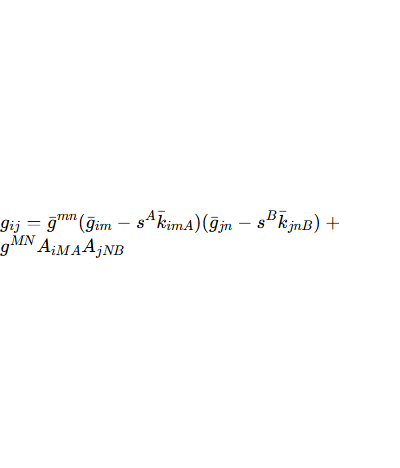 g_{ij} = \bar{g}^{mn}(\bar{g}_{im} − s^A \bar{k}_{imA})(\bar{g}_{jn} − s^B \bar{k}_{jnB}) +
g^{MN} A_{iMA} A_{jNB}